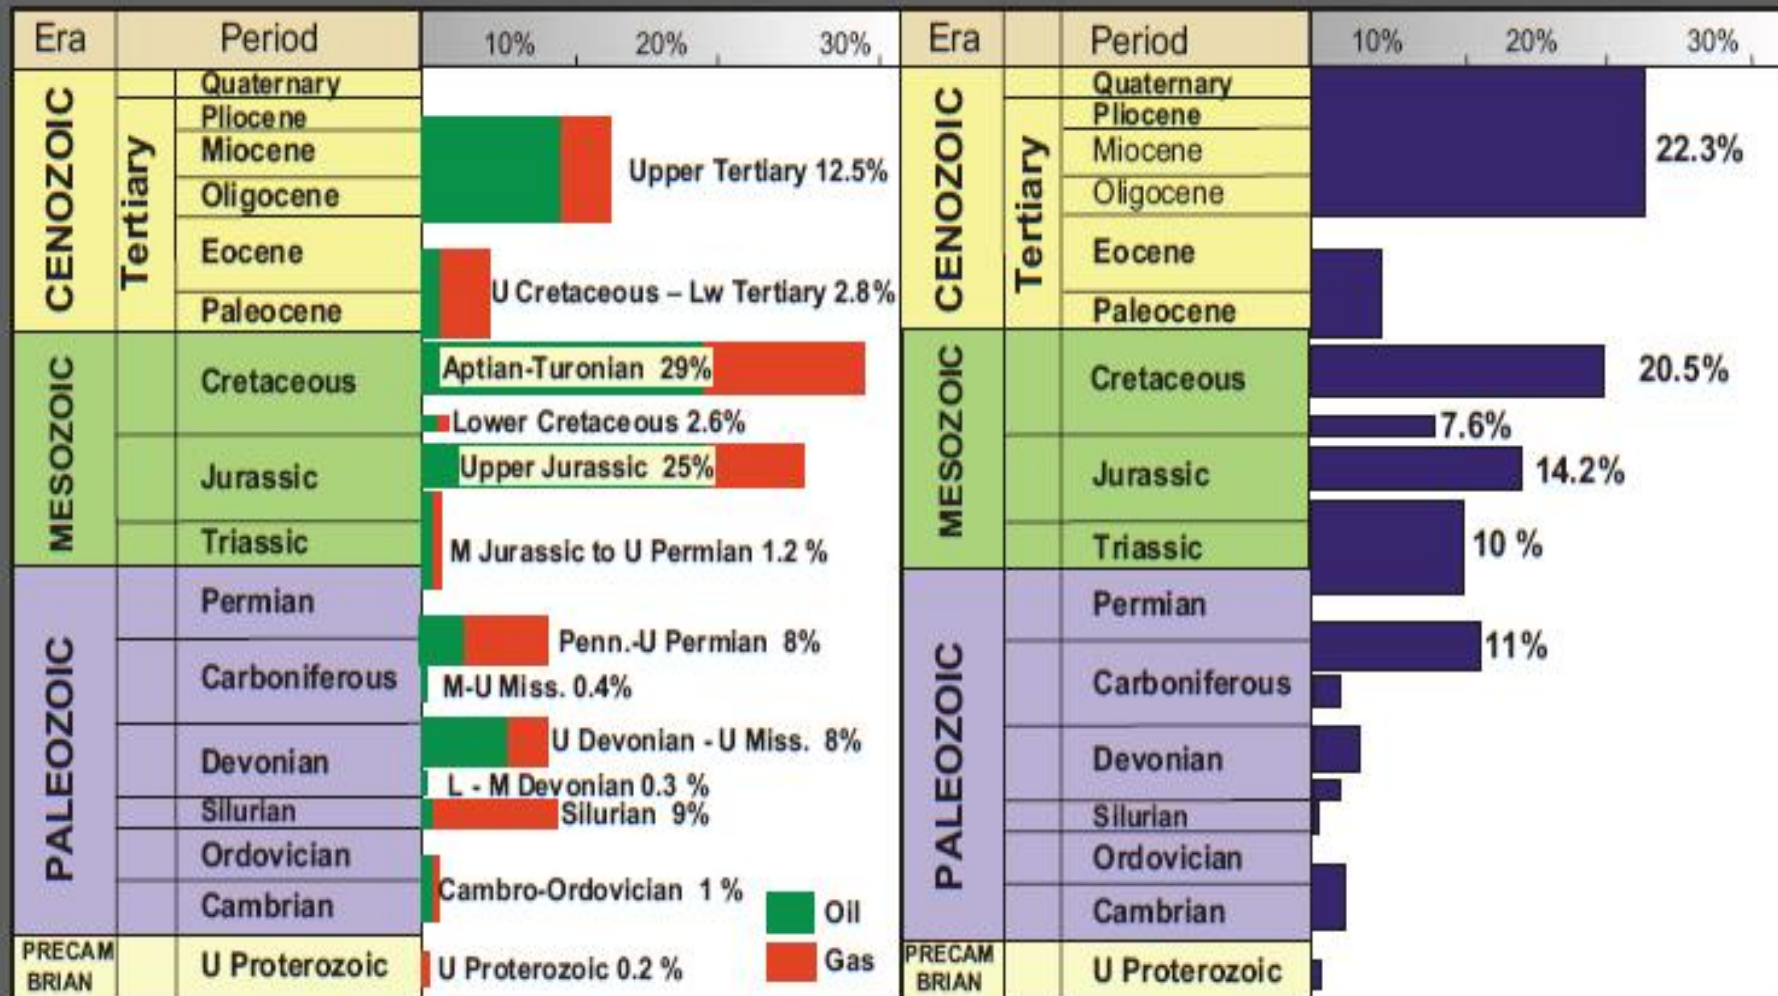 Era Period 10% 20% 30%
CENOZOIC
Tertiary
Quaternary
Pliocene
Miocene
Oligocene
Eocene
Paleocene
Upper Tertiary 12.5%
U Cretaceous – Lw Tertiary 2.8%
MESOZOIC
Cretaceous
Jurassic
Triassic
Aptian-Turonian 29%
Lower Cretaceous 2.6%
Upper Jurassic 25%
M Jurassic to U Permian 1.2 %
PALEOZOIC
Permian
Carboniferous
Devonian
Silurian
Ordovician
Cambrian
Penn.-U Permian 8%
M-U Miss. 0.4%
U Devonian - U Miss. 8%
L - M Devonian 0.3 %
Silurian 9%
Cambro-Ordovician 1 %
PRECAM
BRIAN
U Proterozoic
U Proterozoic 0.2 %
Oil
Gas
Era Period 10% 20% 30%
CENOZOIC
Tertiary
Quaternary
Pliocene
Miocene
Oligocene
Eocene
Paleocene
22.3%
MESOZOIC
Cretaceous
Jurassic
Triassic
20.5%
7.6%
14.2%
10 %
PALEOZOIC
Permian
Carboniferous
Devonian
Silurian
Ordovician
Cambrian
11%
PRECAM
BRIAN
U Proterozoic